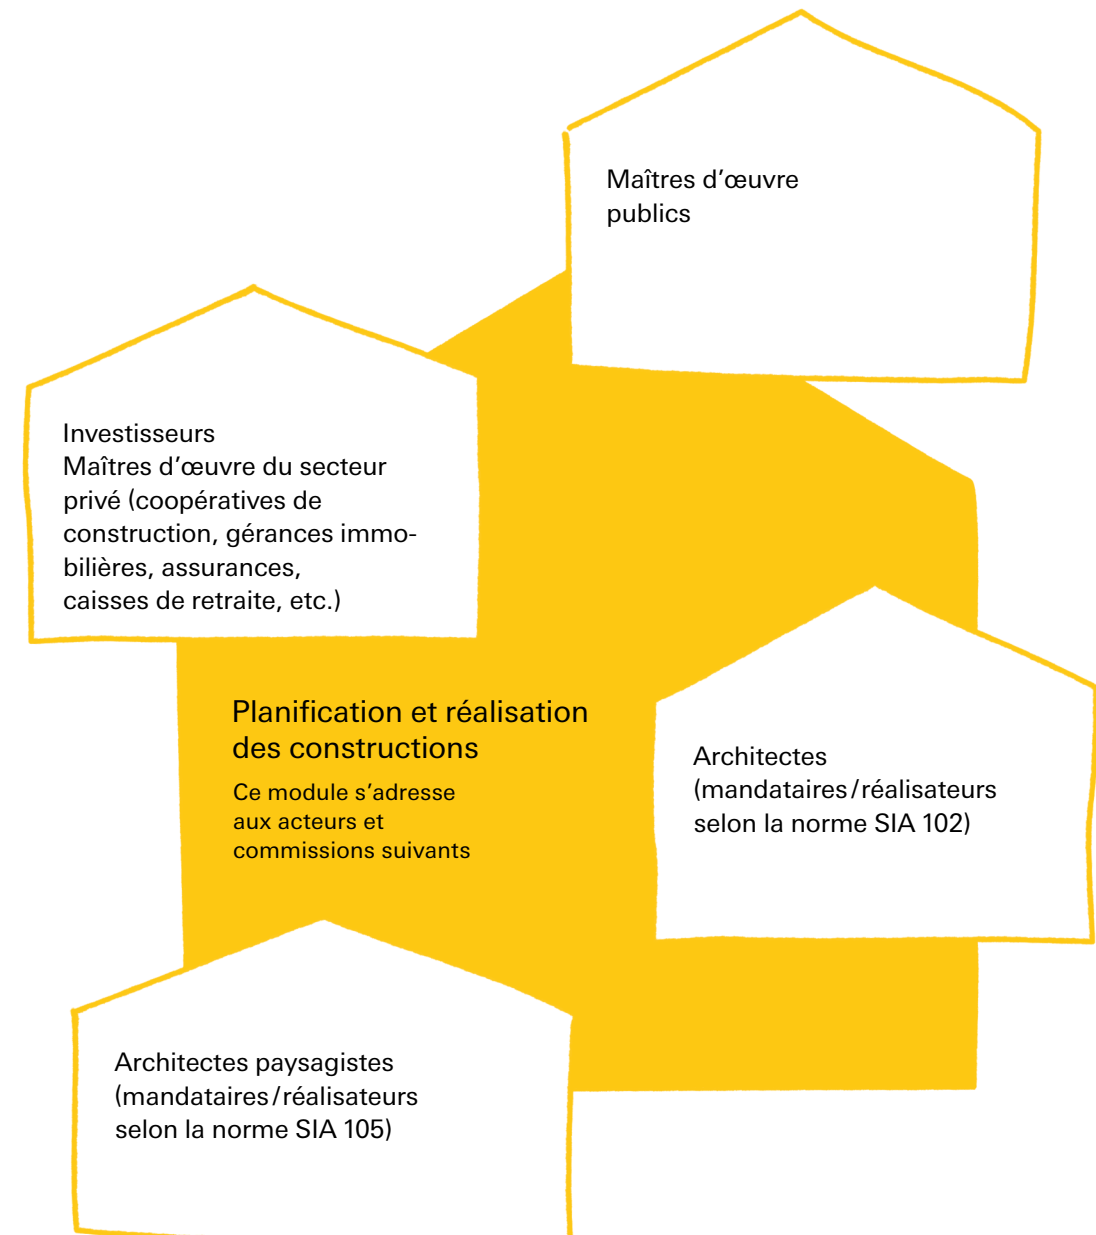 Maîtres d’œuvre
publics
Investisseurs
Maîtres d’œuvre du secteur
privé (coopératives de
construction, gérances immo-
bilières, assurances,
caisses de retraite, etc.)
Planification et réalisation
des constructions
Ce module s’adresse
aux acteurs et
commissions suivants
Architectes
(mandataires/réalisateurs
selon la norme SIA 102)
Architectes paysagistes
(mandataires/réalisateurs
selon la norme SIA 105)